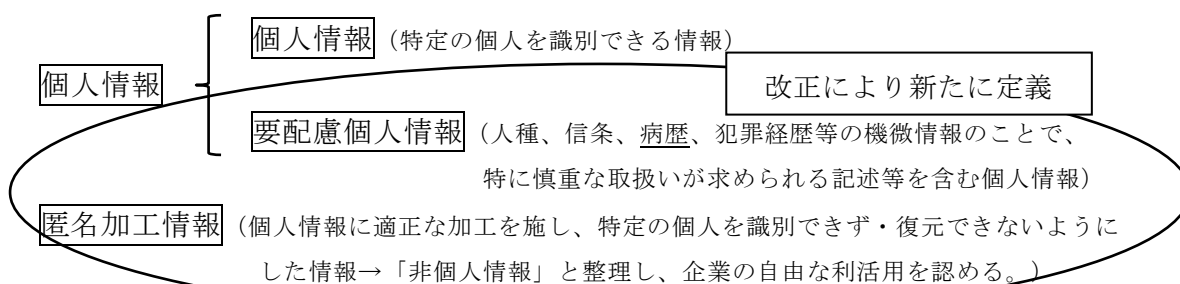 個人情報（特定の個人を識別できる情報）
個人情報
改正により新たに定義
要配慮個人情報（人種、信条、病歴、犯罪経歴等の機微情報のことで、
特に慎重な取扱いが求められる記述等を含む個人情報）
匿名加工情報（個人情報に適正な加工を施し、特定の個人を識別できず・復元できないように
した情報→「非個人情報」と整理し、企業の自由な利活用を認める。）